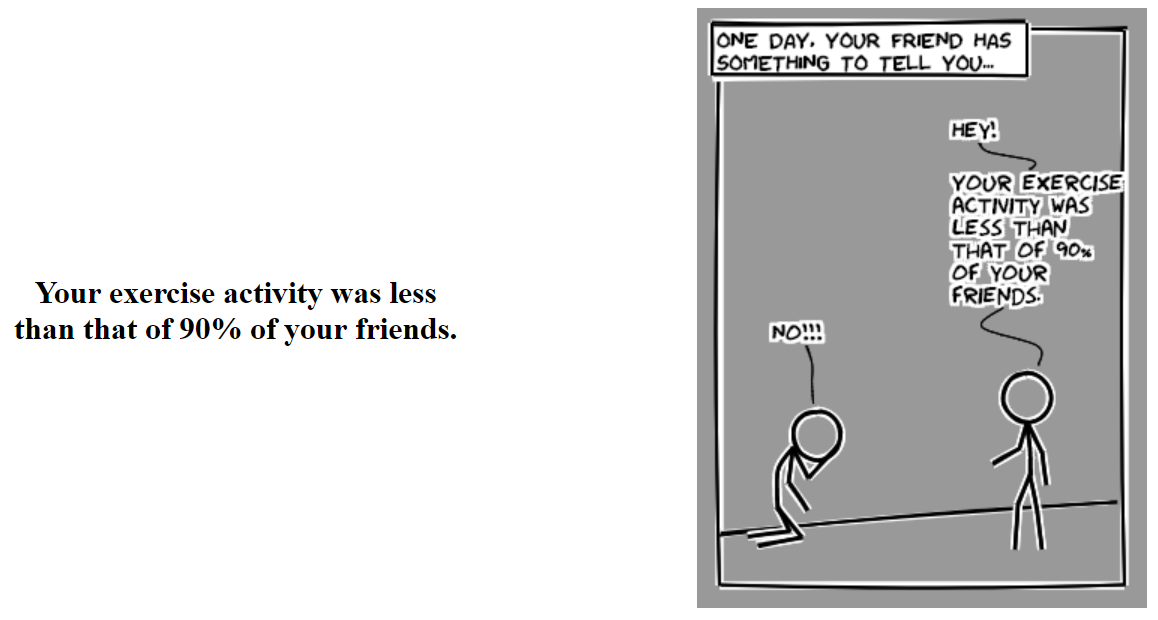 Your exercise activity was less
than that of 90% of your friends.
ONE DAY, YOUR FRIEND HAS
SOMETHING TO TELL YOU...
HEY!
YOUR EXERCISE
ACTIVITY WAS
LESS THAN
THAT OF 90%
OF YOUR
FRIENDS.
NO!!!